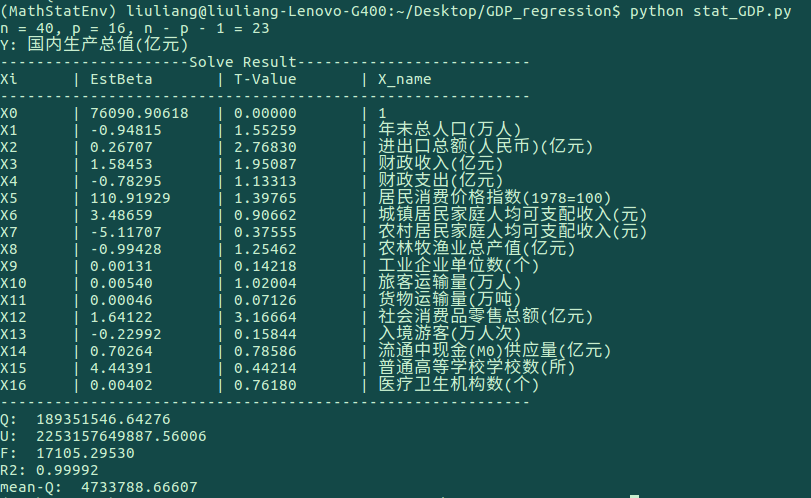 (MathStatEnv) liuliang@liuliang-Lenovo-G400:~/Desktop/GDP_regression$ python stat_GDP.py
n = 40, p = 16, n - p - 1 = 23
Y: 国内生产总值(亿元)
---------------------Solve Result--------------------------
Xi | EstBeta | T-Value | X_name
-----------------------------------------------------------
X0 | 76090.90618 | 0.00000 | 1
X1 | -0.94815 | 1.55259 | 年末总人口(万人)
X2 | 0.26707 | 2.76830 | 进出口总额(人民币)(亿元)
X3 | 1.58453 | 1.95087 | 财政收入(亿元)
X4 | -0.78295 | 1.13313 | 财政支出(亿元)
X5 | 110.91929 | 1.39765 | 居民消费价格指数(1978=100)
X6 | 3.48659 | 0.90662 | 城镇居民家庭人均可支配收入(元)
X7 | -5.11707 | 0.37555 | 农村居民家庭人均可支配收入(元)
X8 | -0.99428 | 1.25462 | 农林牧渔业总产值(亿元)
X9 | 0.00131 | 0.14218 | 工业企业单位数(个)
X10 | 0.00540 | 1.02004 | 旅客运输量(万人)
X11 | 0.00046 | 0.07126 | 货物运输量(万吨)
X12 | 1.64122 | 3.16664 | 社会消费品零售总额(亿元)
X13 | -0.22992 | 0.15844 | 入境游客(万人次)
X14 | 0.70264 | 0.78586 | 流通中现金(M0)供应量(亿元)
X15 | 4.44391 | 0.44214 | 普通高等学校学校数(所)
X16 | 0.00402 | 0.76180 | 医疗卫生机构数(个)
-----------------------------------------------------------
Q: 189351546.64276
U: 2253157649887.56006
F: 17105.29530
R2: 0.99992
mean-Q: 4733788.66607